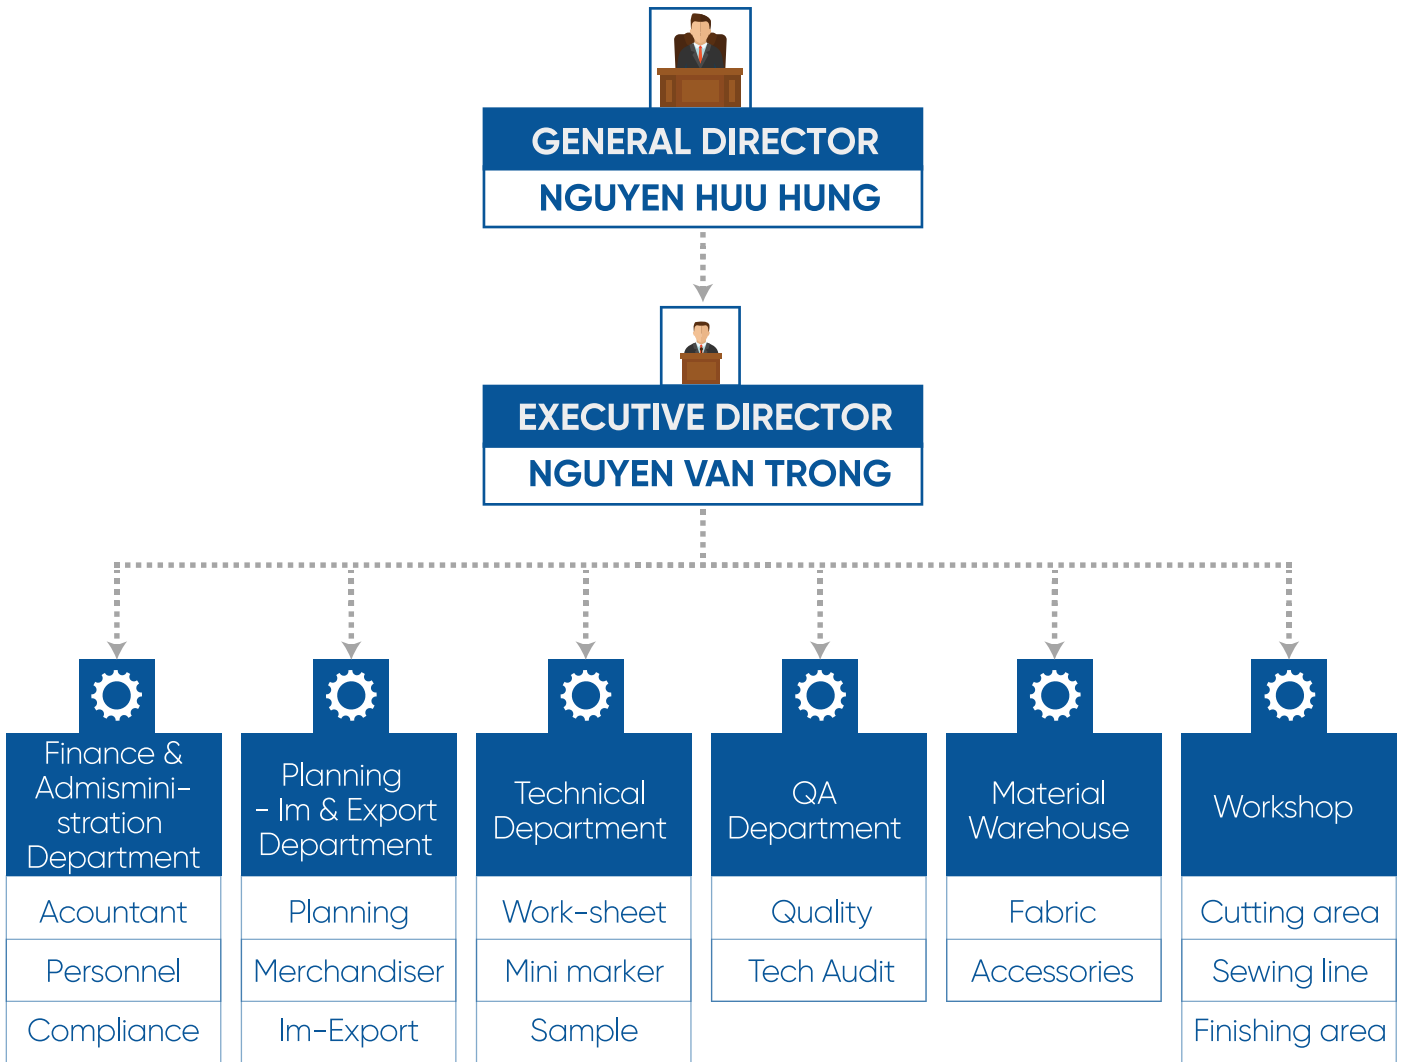 GENERAL DIRECTOR
NGUYEN HUU HUNG
EXECUTIVE DIRECTOR
NGUYEN VAN TRONG
Finance &
Admismini-
stration
Department
Acountant
Personnel
Compliance
Planning
- Im & Export
Department
Planning
Merchandiser
Im-Export
Technical
Department
Work-sheet
Mini marker
Sample
QA
Department
Quality
Tech Audit
Material
Warehouse
Fabric
Accessories
Workshop
Cutting area
Sewing line
Finishing area